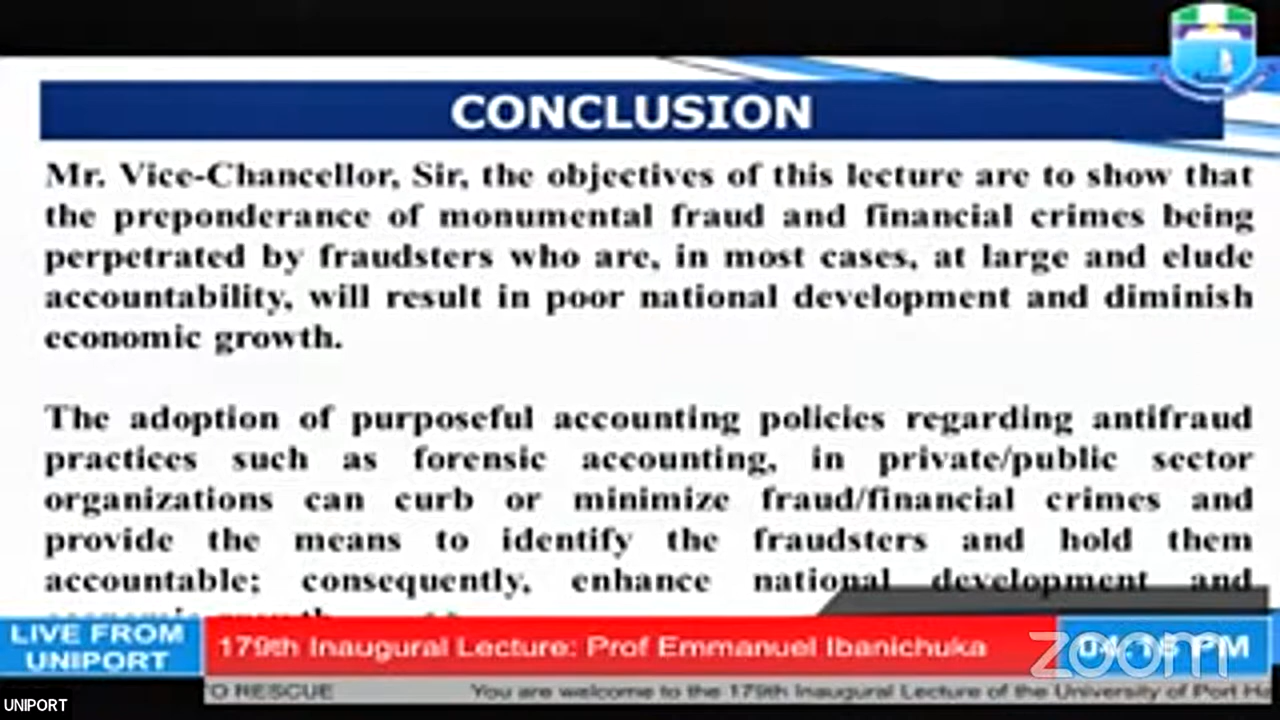 CONCLUSION
Mr. Vice-Chancellor, Sir, the objectives of this lecture are to show that
the preponderance of monumental fraud and financial crimes being
perpetrated by fraudsters who are, in most cases, at large and elude
accountability, will result in poor national development and diminish
economic growth.
The adoption of purposeful accounting policies regarding antifraud
practices such as forensic accounting, in private/public sector
organizations can curb or minimize fraud/financial crimes and
provide the means to identify the fraudsters and hold them
accountable; consequently, enhance national development and
economic growth.
LIVE FROM
UNIPORT
179th Inaugural Lecture: Prof Emmanuel Ibanichuka
PM
zoom
O RESCUE
You are welcome to the 179th Inaugural Lecture of the University of Port Ha
UNIPORT